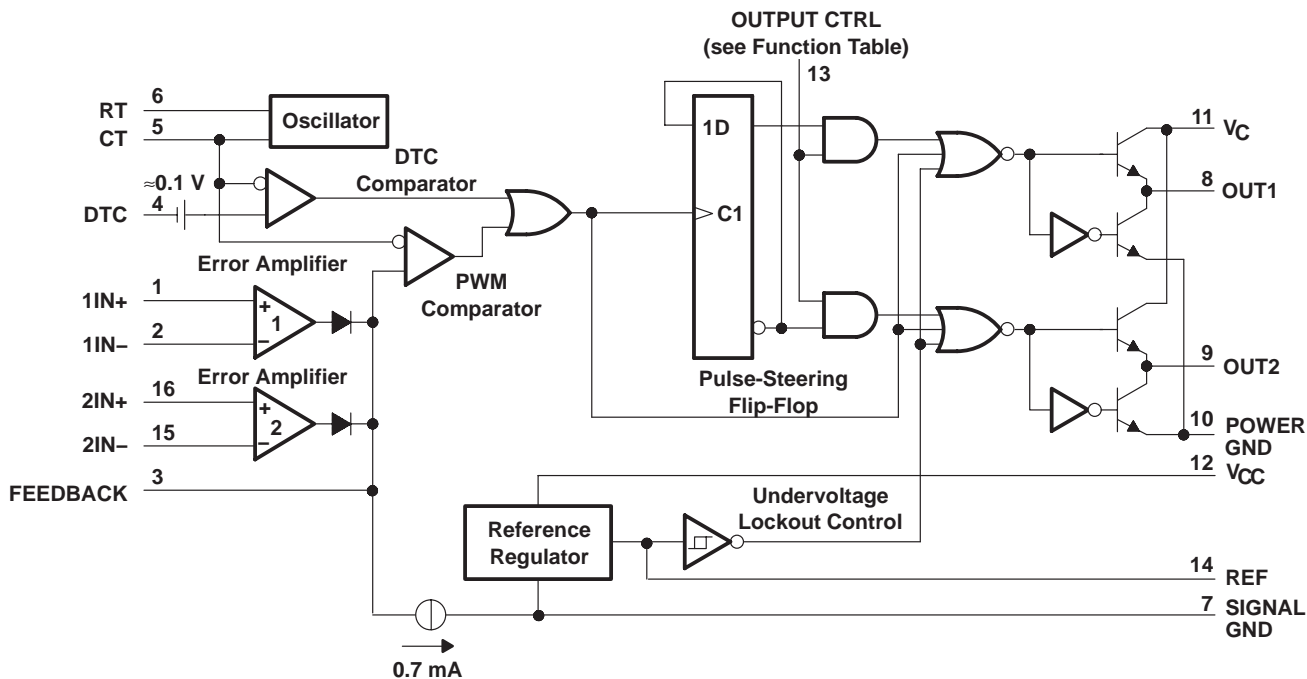 OUTPUT CTRL
(see Function Table)
13
6
RT
5
CT
Oscillator
1D
11
VC
DTC
Comparator
≈0.1 V
4
DTC
8
OUT1
C1
Error Amplifier
PWM
Comparator
1
1IN+
+
1
−
2
1IN−
Error Amplifier
16
2IN+
+
2
−
15
2IN−
Pulse-Steering
Flip-Flop
9
OUT2
10
POWER
GND
3
FEEDBACK
12
VCC
Undervoltage
Lockout Control
Reference
Regulator
14
REF
7
SIGNAL
GND
0.7 mA